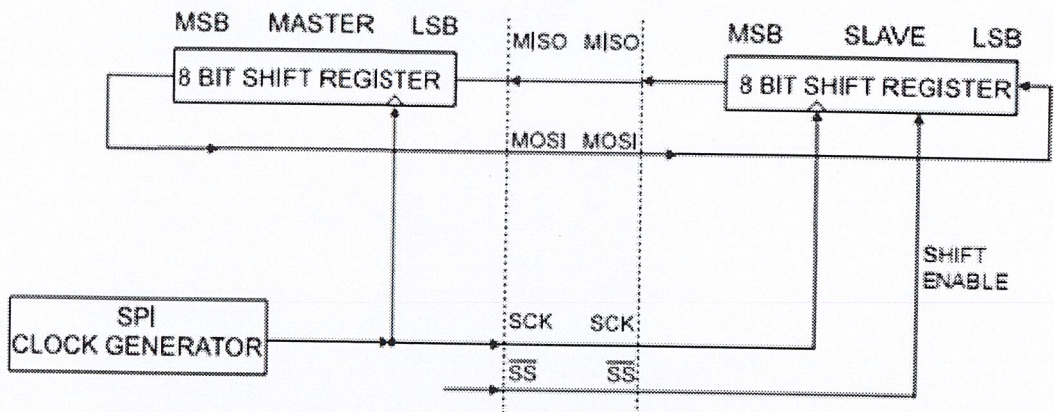 MSB MASTER LSB
MISO MISO
MSB SLAVE LSB
8 BIT SHIFT REGISTER
8 BIT SHIFT REGISTER
MOSI MOSI
SHIFT
ENABLE
SPI
CLOCK GENERATOR
SCK SCK
SS SS